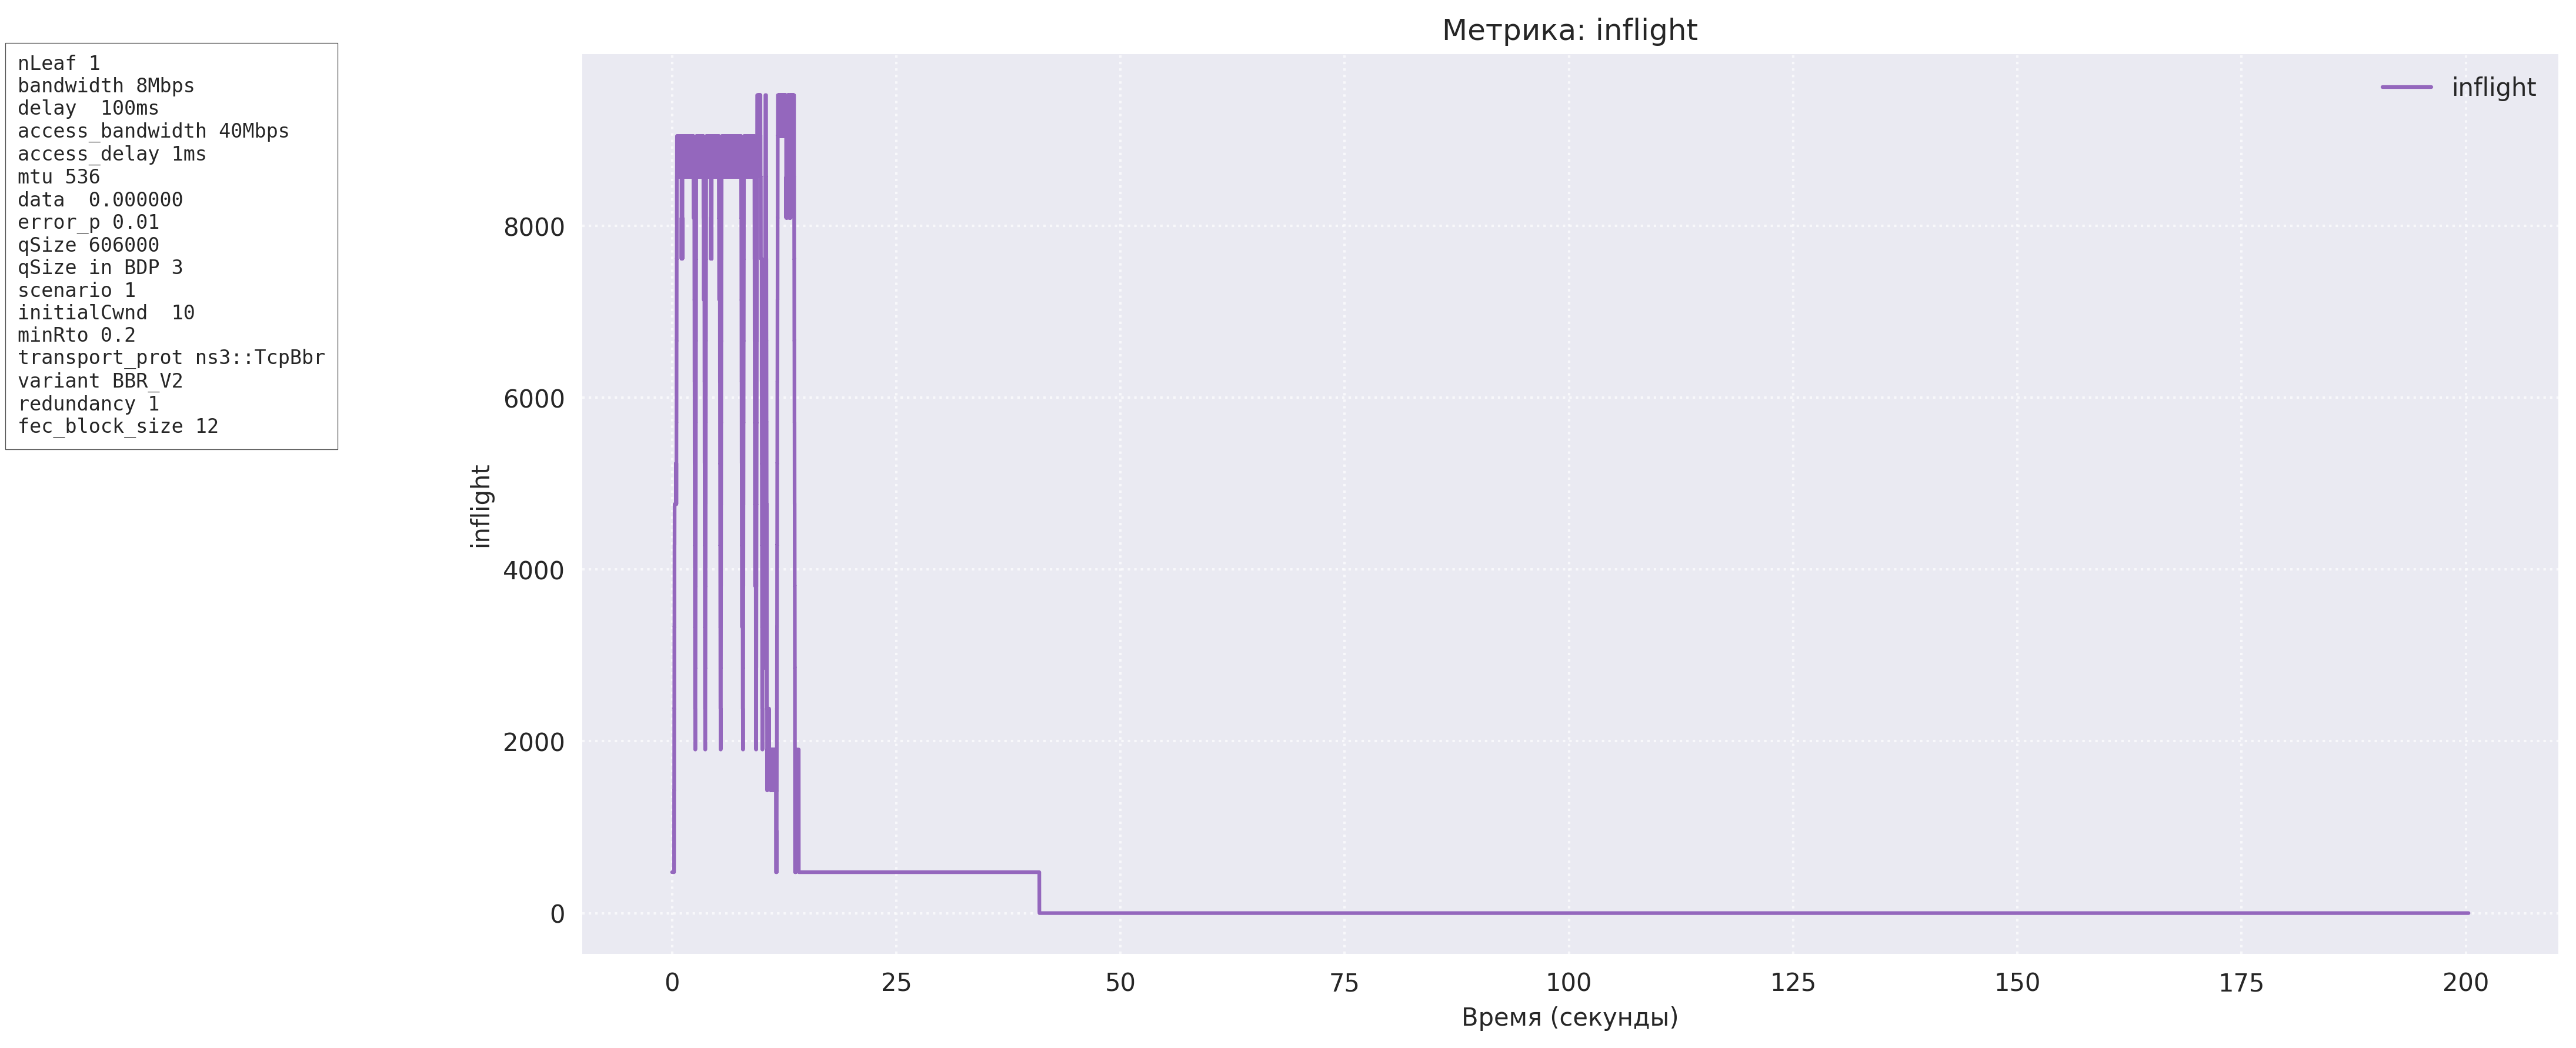 Метрика: inflight
nLeaf 1
bandwidth 8Mbps
delay  100ms
access_bandwidth 40Mbps
access_delay 1ms
mtu 536
data  0.000000
error_p 0.01
qSize 606000
qSize in BDP 3
scenario 1
initialCwnd  10
minRto 0.2
transport_prot ns3::TcpBbr
variant BBR_V2
redundancy 1
fec_block_size 12
inflight
inflight
8000
6000
4000
2000
0
0 25 50 75 100 125 150 175 200
Время (секунды)